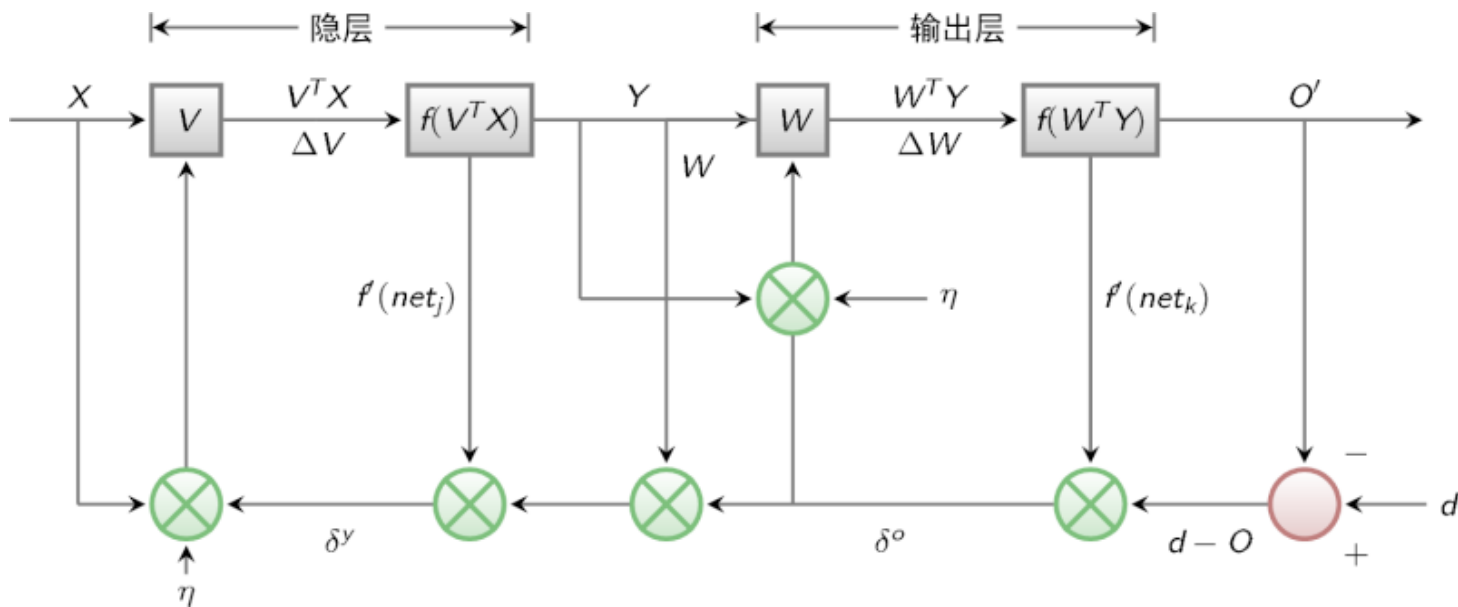 隐层
输出层
X
V
V^T X
ΔV
f(V^T X)
Y
W
W
W^T Y
ΔW
f(W^T Y)
O′
f′(net_j)
η
f′(net_k)
−
d
+
δ^y
δ^o
d − O
η